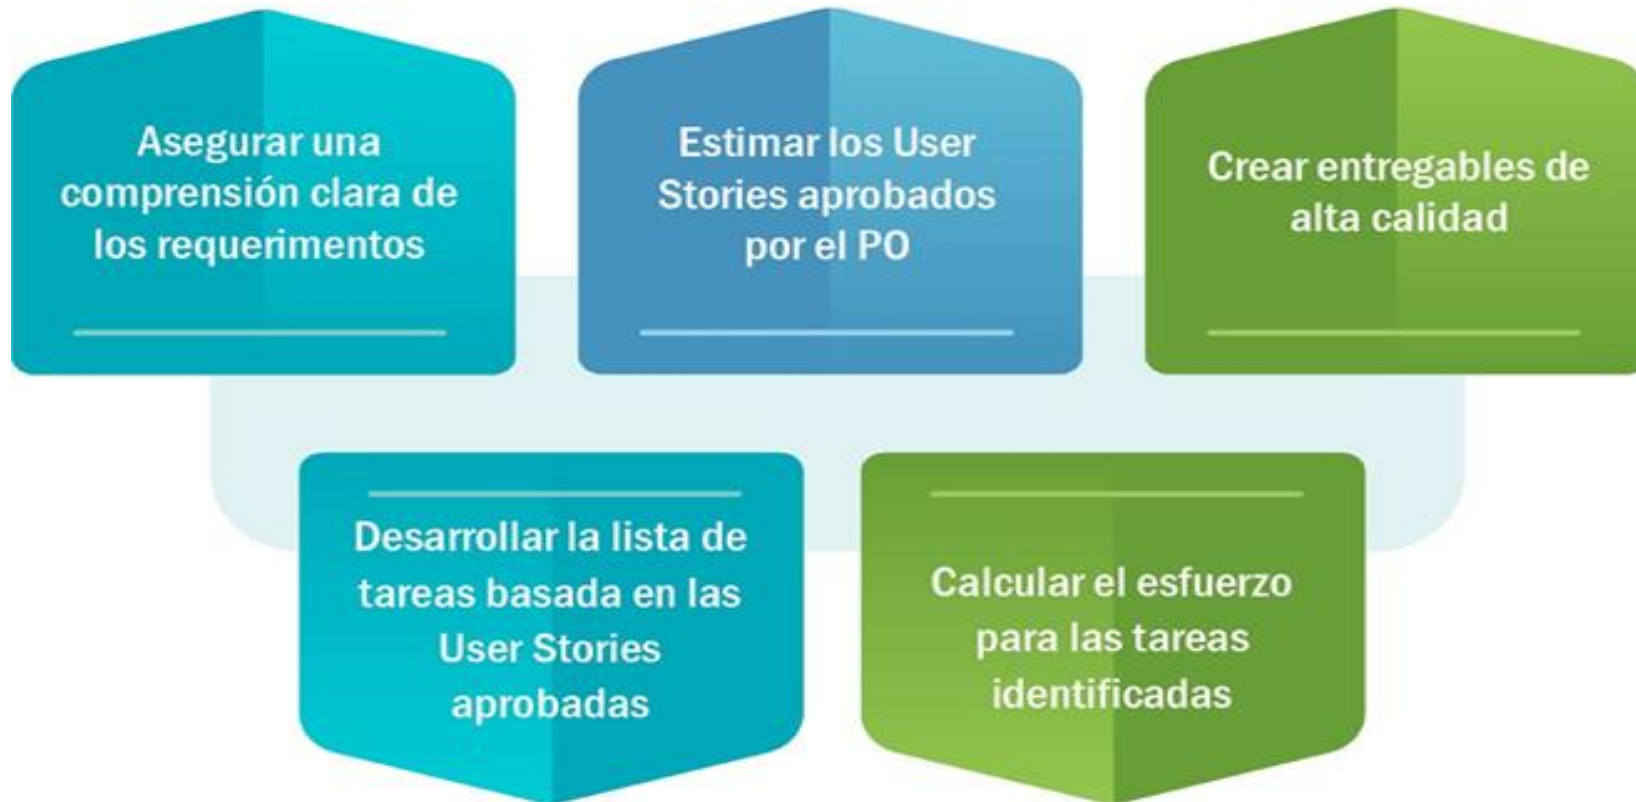 Asegurar una
comprensión clara de
los requerimentos
Estimar los User
Stories aprobados
por el PO
Crear entregables de
alta calidad
Desarrollar la lista de
tareas basada en las
User Stories
aprobadas
Calcular el esfuerzo
para las tareas
identificadas